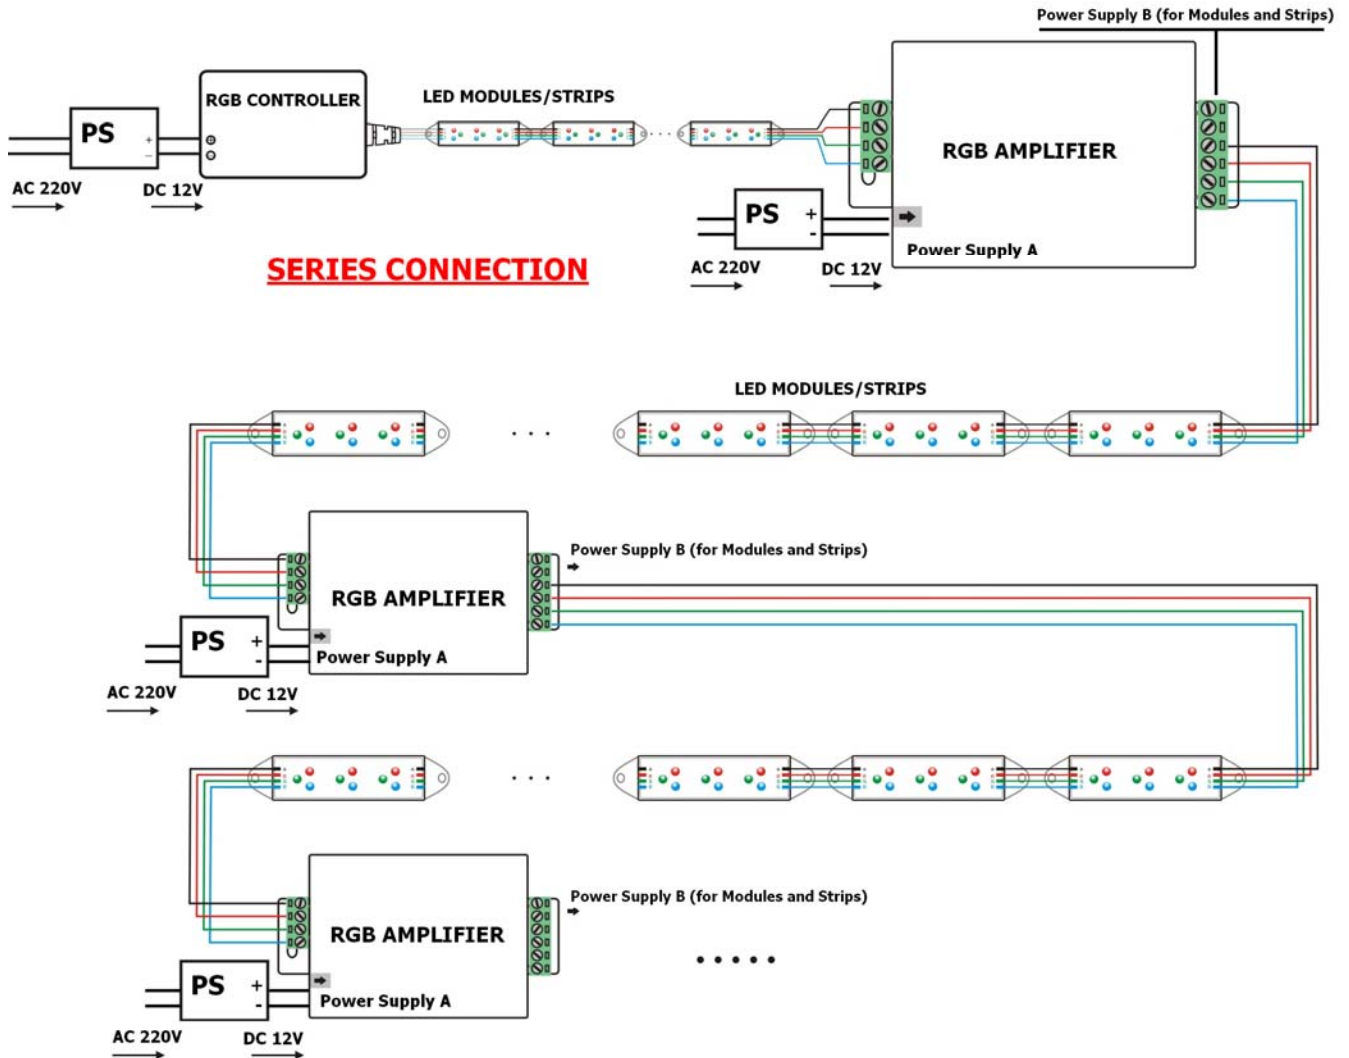 Power Supply B (for Modules and Strips)
RGB CONTROLLER
LED MODULES/STRIPS
PS
+
−
AC 220V
DC 12V
RGB AMPLIFIER
PS
+
-
Power Supply A
AC 220V
DC 12V
SERIES CONNECTION
LED MODULES/STRIPS
. . .
Power Supply B (for Modules and Strips)
RGB AMPLIFIER
PS
+
-
Power Supply A
AC 220V
DC 12V
. . .
Power Supply B (for Modules and Strips)
RGB AMPLIFIER
. . . . .
PS
+
-
Power Supply A
AC 220V
DC 12V